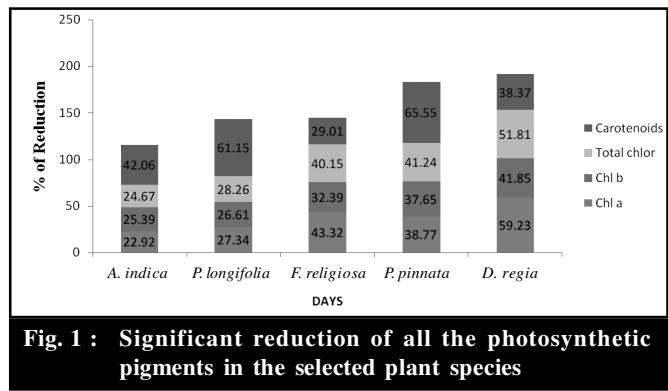 250
200
150
100
50
0
% of Reduction
42.06
24.67
25.39
22.92
61.15
28.26
26.61
27.34
29.01
40.15
32.39
43.32
65.55
41.24
37.65
38.77
38.37
51.81
41.85
59.23
A. indica P. longifolia F. religiosa P. pinnata D. regia
DAYS
Carotenoids
Total chlor
Chl b
Chl a
Fig. 1 : Significant reduction of all the photosynthetic
pigments in the selected plant species